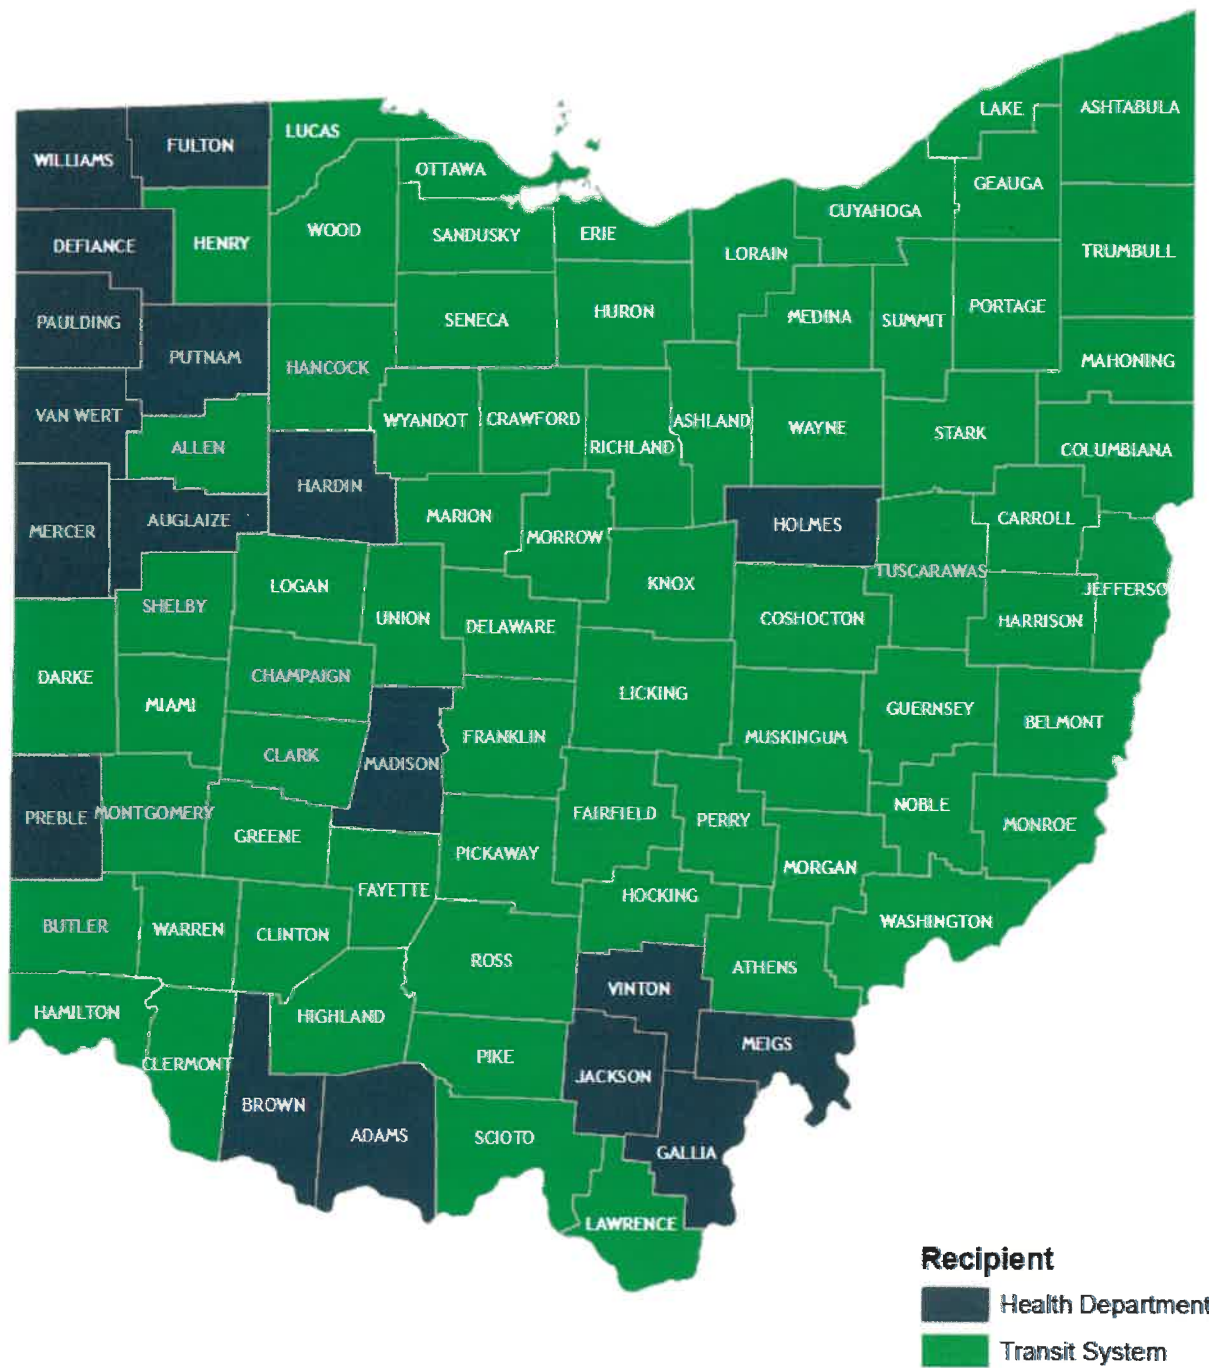 LAKE
ASHTABULA
LUCAS
FULTON
WILLIAMS
OTTAWA
GEAUGA
CUYAHOGA
WOOD
SANDUSKY
ERIE
HENRY
DEFIANCE
LORAIN
TRUMBULL
PORTAGE
HURON
MEDINA
SUMMIT
SENECA
PAULDING
PUTNAM
MAHONING
HANCOCK
VAN WERT
WYANDOT
CRAWFORD
ASHLAND
WAYNE
STARK
RICHLAND
ALLEN
COLUMBIANA
HARDIN
MARION
AUGLAIZE
MERCER
HOLMES
CARROLL
MORROW
TUSCARAWAS
KNOX
LOGAN
JEFFERSO
SHELBY
UNION
DELAWARE
COSHOCTON
HARRISON
DARKE
CHAMPAIGN
LICKING
MIAMI
GUERNSEY
BELMONT
FRANKLIN
MUSKINGUM
CLARK
MADISON
NOBLE
MONTGOMERY
PREBLE
FAIRFIELD
PERRY
MONROE
GREENE
PICKAWAY
MORGAN
FAYETTE
HOCKING
WASHINGTON
BUTLER
WARREN
CLINTON
ROSS
ATHENS
VINTON
HAMILTON
HIGHLAND
MEIGS
PIKE
CLERMONT
JACKSON
BROWN
ADAMS
SCIOTO
GALLIA
LAWRENCE
Recipient
Health Department
Transit System